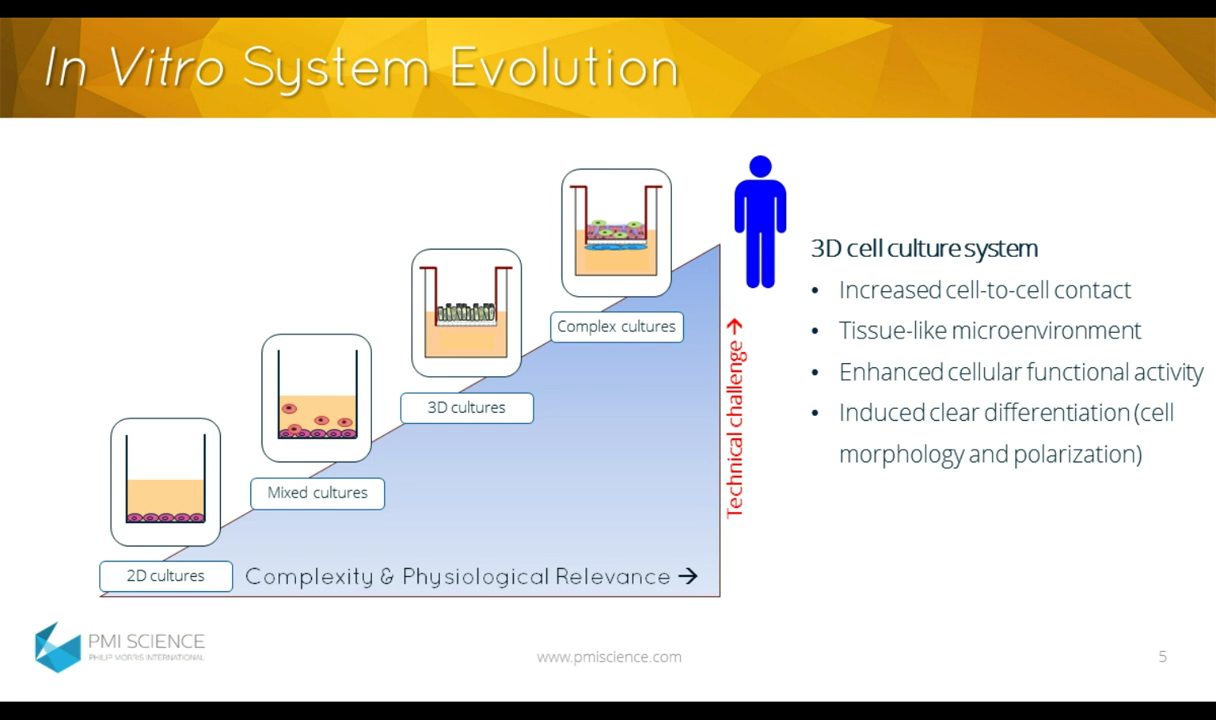 In Vitro System Evolution
Complex cultures
3D cultures
Mixed cultures
2D cultures
Complexity & Physiological Relevance →
Technical challenge →
3D cell culture system
• Increased cell-to-cell contact
• Tissue-like microenvironment
• Enhanced cellular functional activity
• Induced clear differentiation (cell
morphology and polarization)
PMI SCIENCE
PHILIP MORRIS INTERNATIONAL
www.pmiscience.com
5